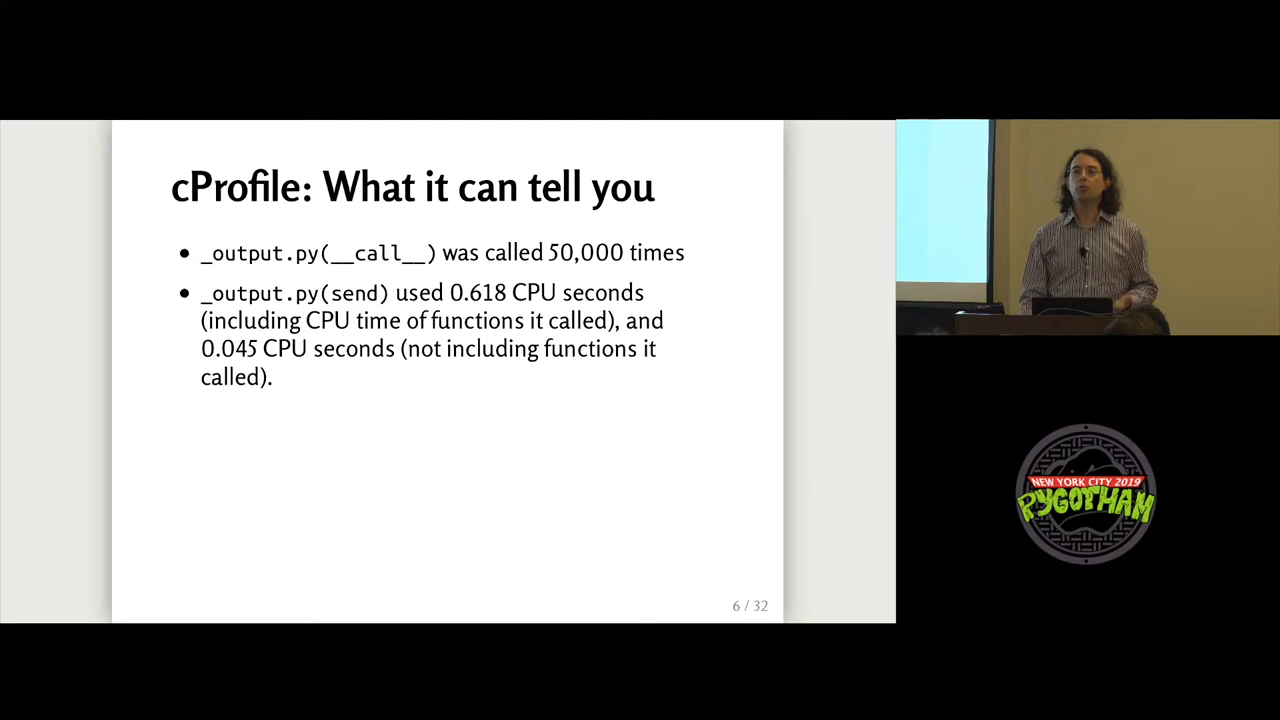 cProfile: What it can tell you
• _output.py(__call__) was called 50,000 times
• _output.py(send) used 0.618 CPU seconds
(including CPU time of functions it called), and
0.045 CPU seconds (not including functions it
called).
6 / 32
NEW YORK CITY 2019
PYGOTHAM